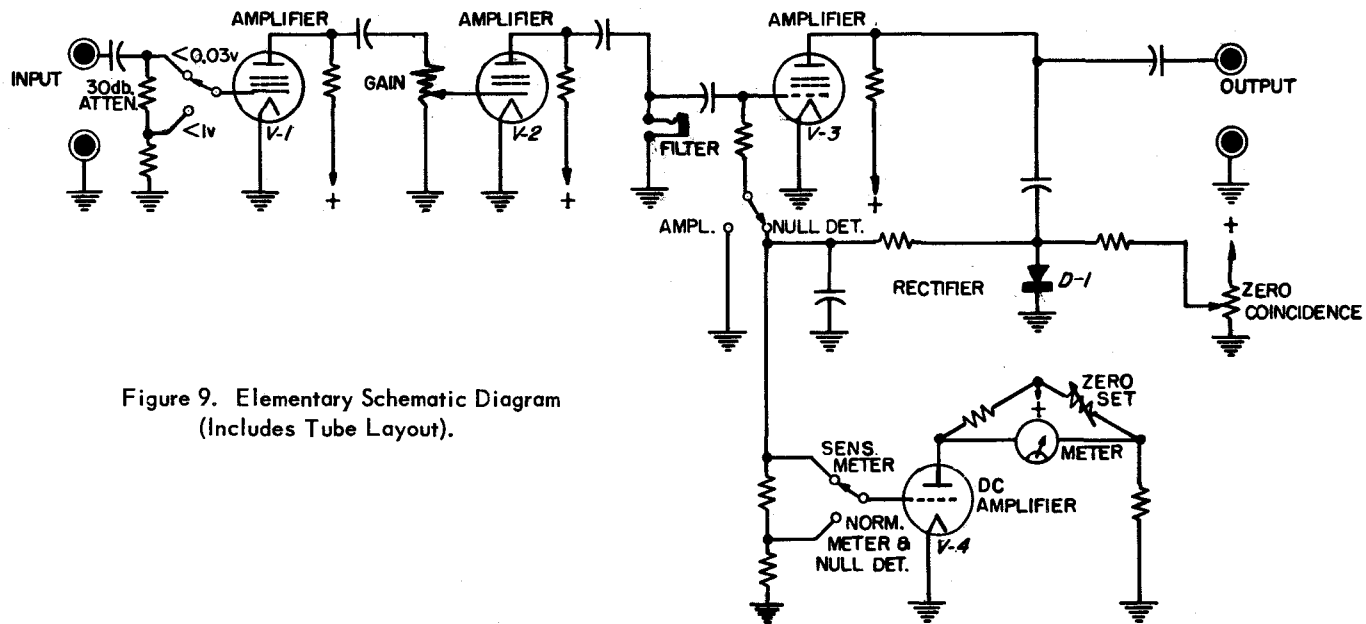 AMPLIFIER
AMPLIFIER
AMPLIFIER
INPUT
<0.03v
30db.
ATTEN.
<1v
V-1
+
GAIN
V-2
+
FILTER
V-3
+
OUTPUT
AMPL.
NULL DET.
RECTIFIER
D-1
+
ZERO
COINCIDENCE
Figure 9. Elementary Schematic Diagram
(Includes Tube Layout).
SENS.
METER
NORM.
METER &
NULL DET.
V-4
DC
AMPLIFIER
+
ZERO
SET
METER